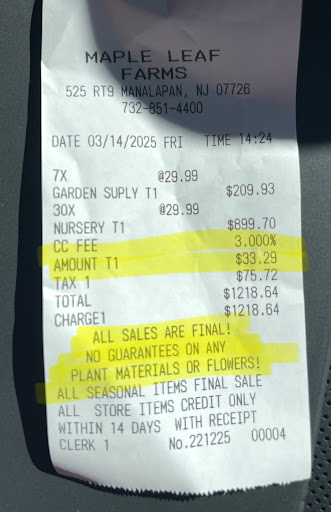 MAPLE LEAF
FARMS
525 RT9 MANALAPAN, NJ 07726
732-851-4400
DATE 03/14/2025 FRI TIME 14:24
7X @29.99
GARDEN SUPLY T1 $209.93
30X @29.99
NURSERY T1 $899.70
CC FEE 3.000%
AMOUNT T1 $33.29
TAX 1 $75.72
TOTAL $1218.64
CHARGE1 $1218.64
ALL SALES ARE FINAL!
NO GUARANTEES ON ANY
PLANT MATERIALS OR FLOWERS!
ALL SEASONAL ITEMS FINAL SALE
ALL STORE ITEMS CREDIT ONLY
WITHIN 14 DAYS WITH RECEIPT
CLERK 1 No.221225 00004